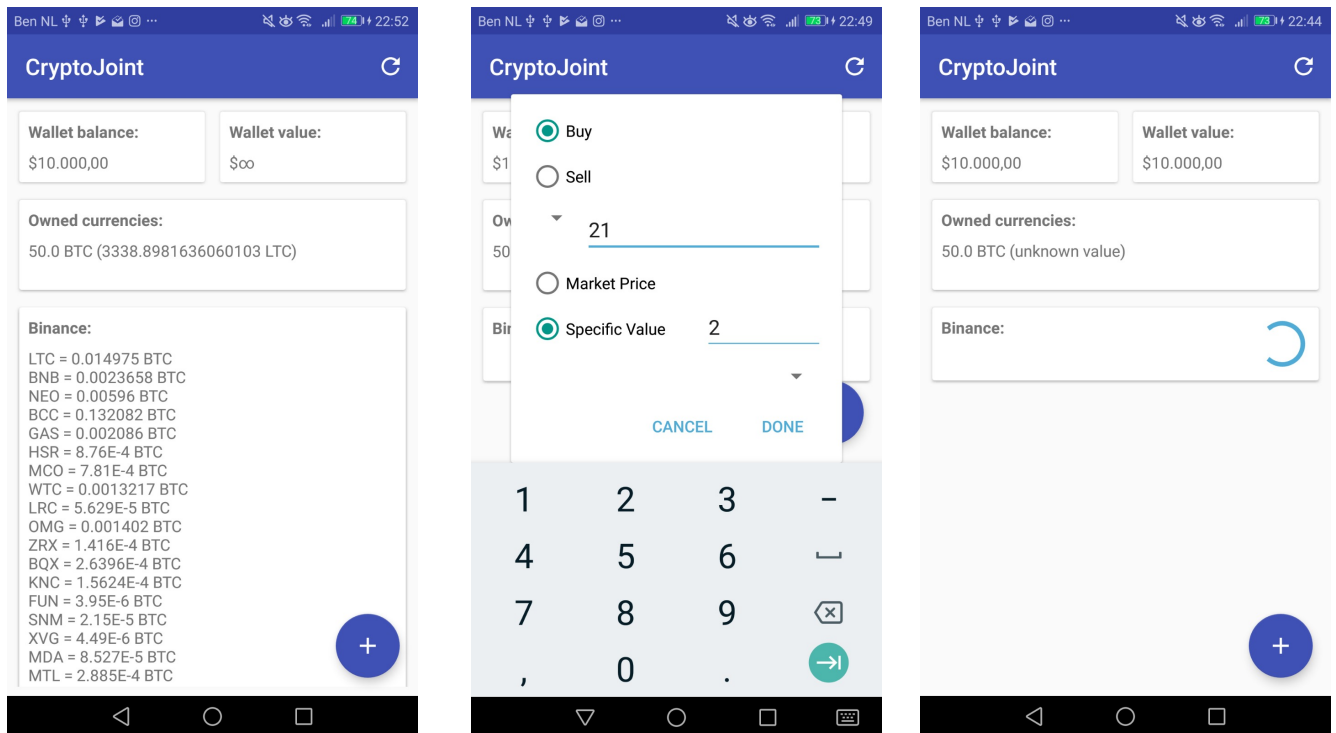 Ben NL ... 74 22:52
CryptoJoint
Wallet balance:
$10.000,00
Wallet value:
$∞
Owned currencies:
50.0 BTC (3338.8981636060103 LTC)
Binance:
LTC = 0.014975 BTC
BNB = 0.0023658 BTC
NEO = 0.00596 BTC
BCC = 0.132082 BTC
GAS = 0.002086 BTC
HSR = 8.76E-4 BTC
MCO = 7.81E-4 BTC
WTC = 0.0013217 BTC
LRC = 5.629E-5 BTC
OMG = 0.001402 BTC
ZRX = 1.416E-4 BTC
BQX = 2.6396E-4 BTC
KNC = 1.5624E-4 BTC
FUN = 3.95E-6 BTC
SNM = 2.15E-5 BTC
XVG = 4.49E-6 BTC
MDA = 8.527E-5 BTC
MTL = 2.885E-4 BTC
+
Ben NL ... 73 22:49
CryptoJoint
Wa
$1
Ow
50
Bin
Buy
Sell
21
Market Price
Specific Value 2
CANCEL DONE
1 2 3 -
4 5 6
7 8 9
, 0 .
Ben NL ... 73 22:44
CryptoJoint
Wallet balance:
$10.000,00
Wallet value:
$10.000,00
Owned currencies:
50.0 BTC (unknown value)
Binance:
+